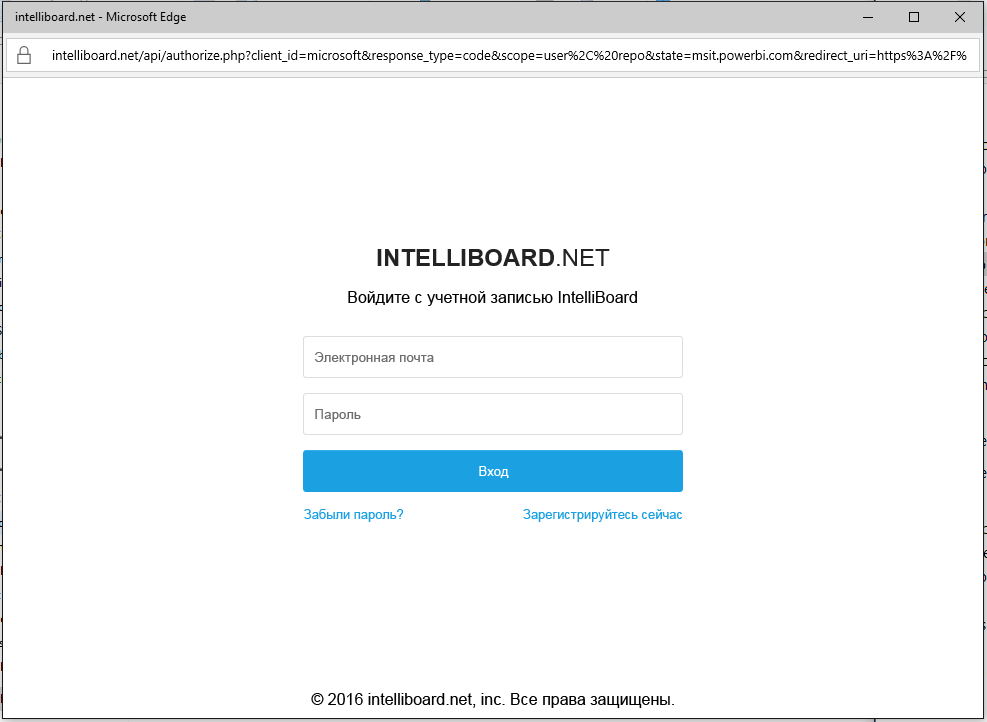 intelliboard.net - Microsoft Edge
intelliboard.net/api/authorize.php?client_id=microsoft&response_type=code&scope=user%2C%20repo&state=msit.powerbi.com&redirect_uri=https%3A%2F%
INTELLIBOARD.NET
Войдите с учетной записью IntelliBoard
Электронная почта
Пароль
Вход
Забыли пароль? Зарегистрируйтесь сейчас
© 2016 intelliboard.net, inc. Все права защищены.